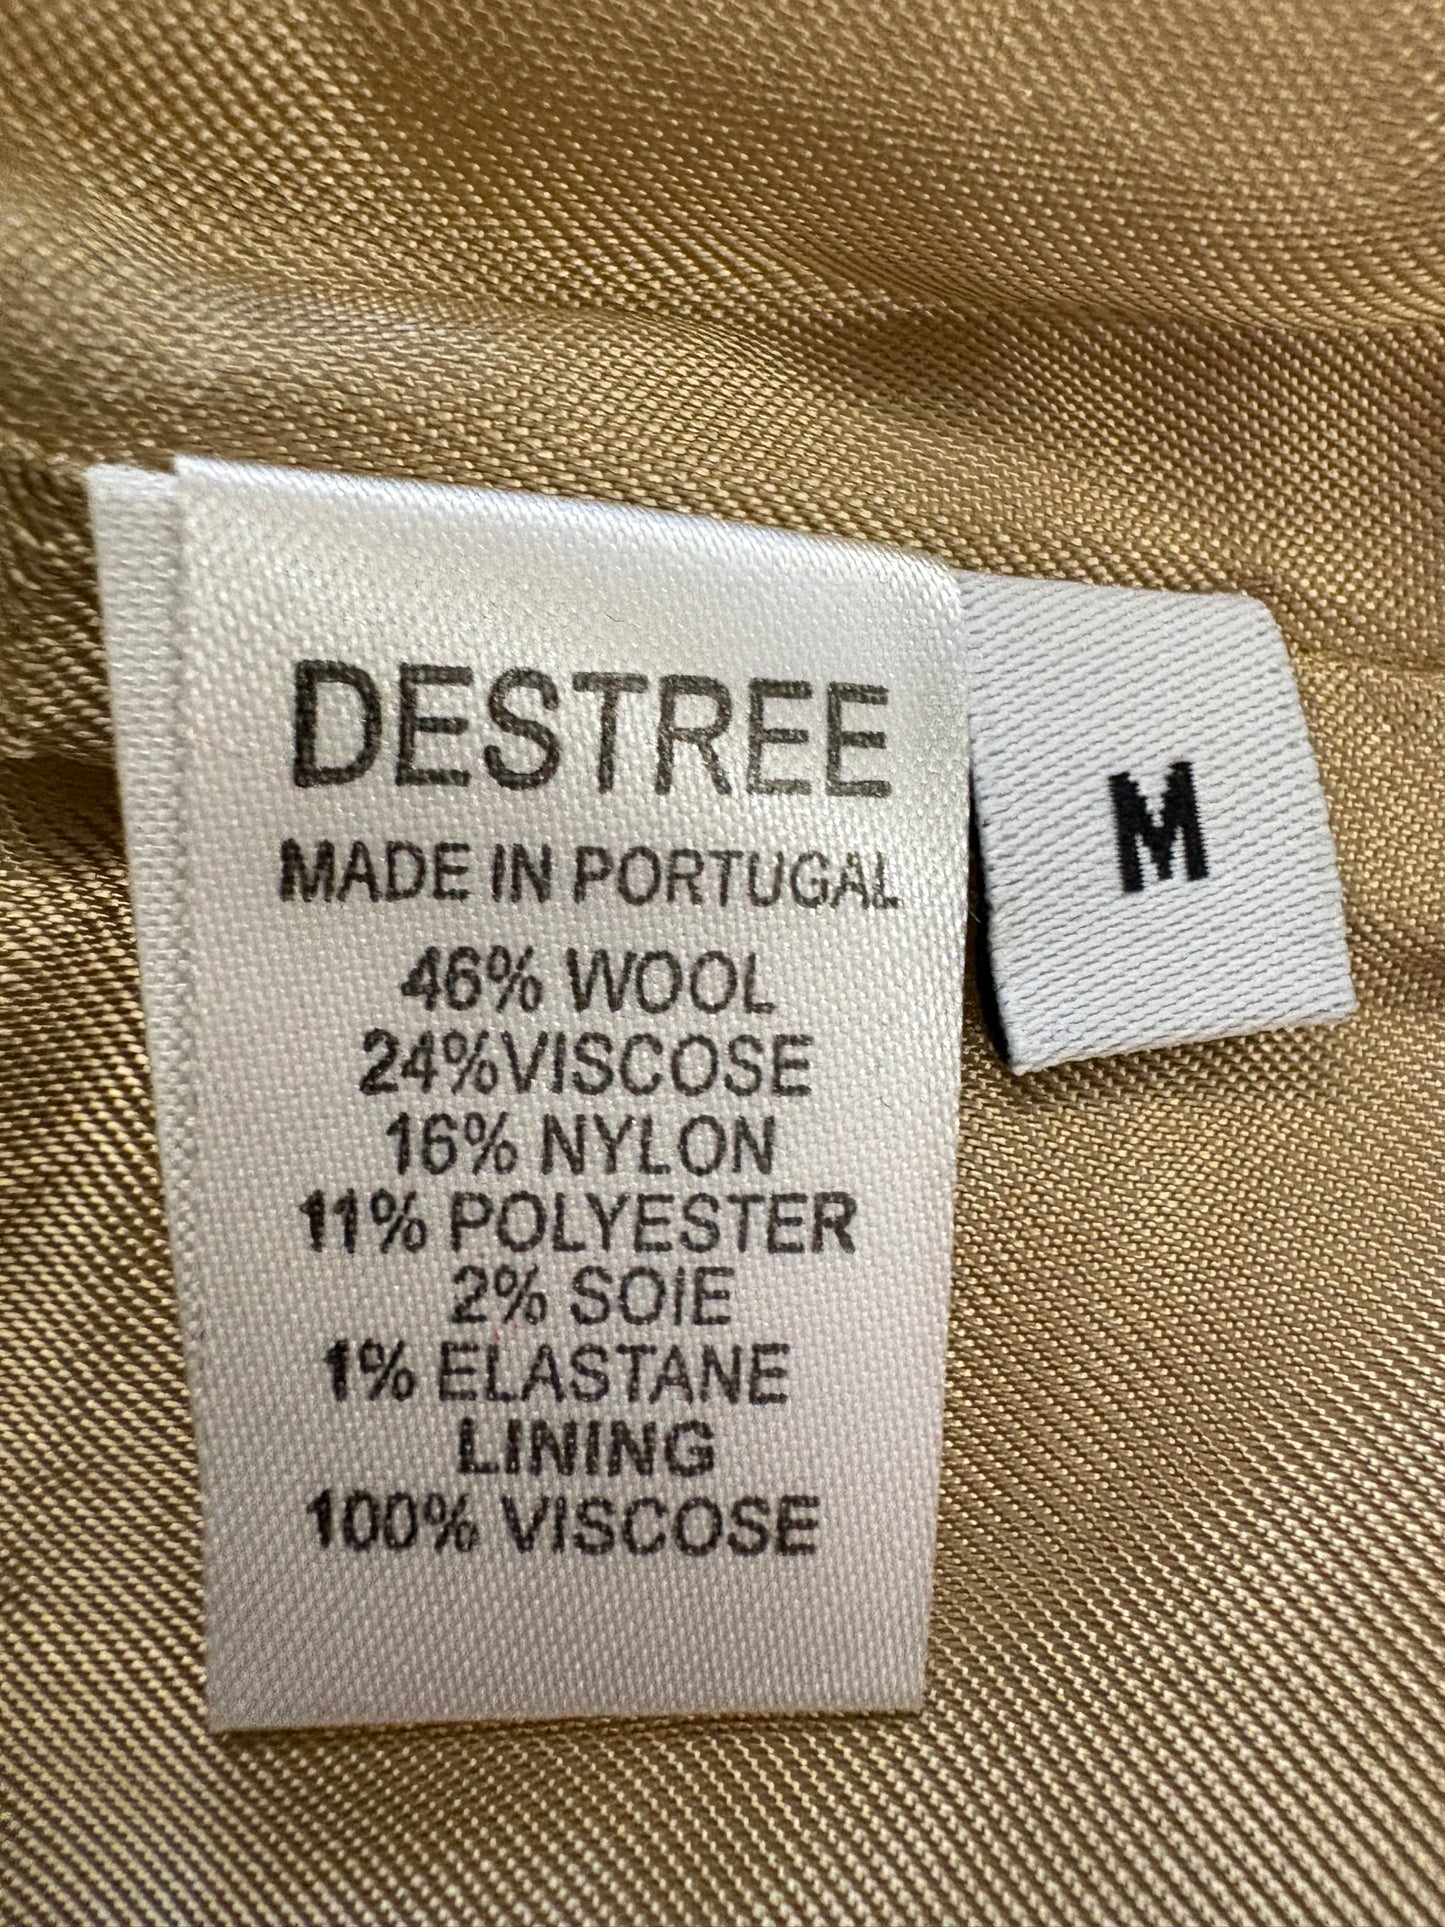 DESTREE
MADE IN PORTUGAL
46% WOOL
24%VISCOSE
16% NYLON
11% POLYESTER
2% SOIE
1% ELASTANE
LINING
100% VISCOSE
M